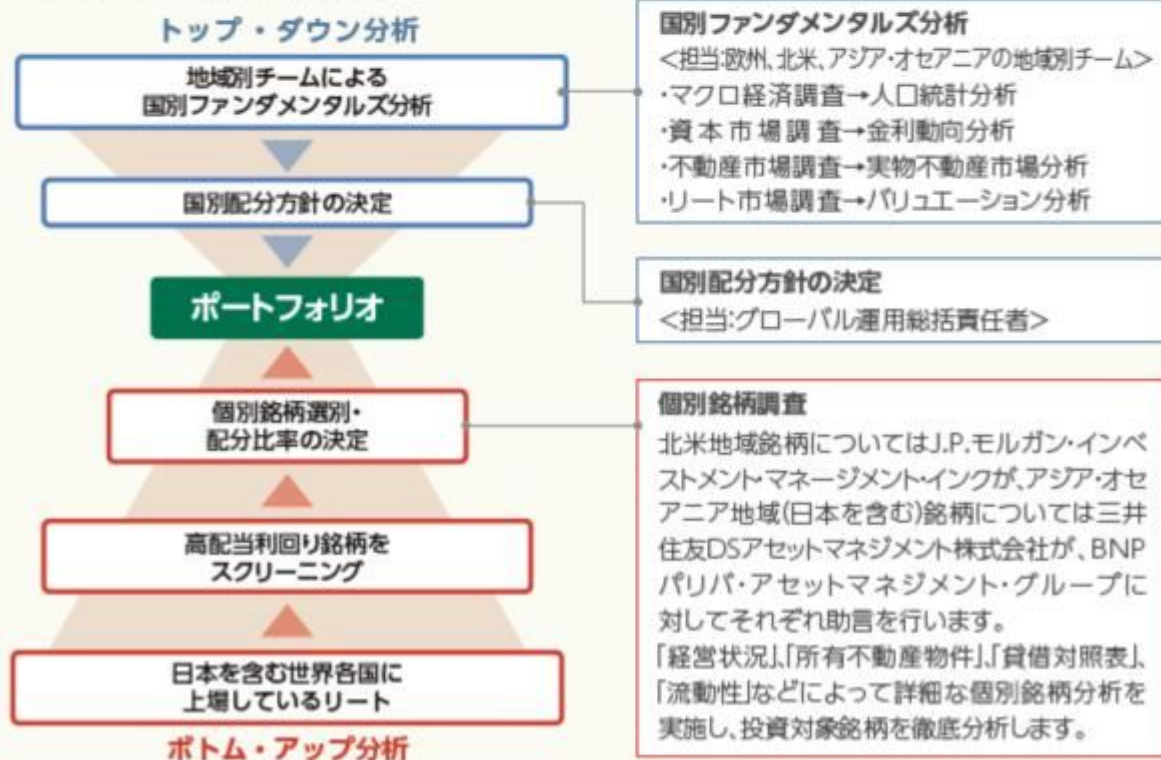 トップ・ダウン分析
地域別チームによる
国別ファンダメンタルズ分析
国別配分方針の決定
ポートフォリオ
個別銘柄選別・
配分比率の決定
高配当利回り銘柄を
スクリーニング
日本を含む世界各国に
上場しているリート
ボトム・アップ分析
国別ファンダメンタルズ分析
<担当:欧州、北米、アジア・オセアニアの地域別チーム>
・マクロ経済調査→人口統計分析
・資本市場調査→金利動向分析
・不動産市場調査→実物不動産市場分析
・リート市場調査→バリュエーション分析
国別配分方針の決定
<担当:グローバル運用総括責任者>
個別銘柄調査
北米地域銘柄についてはJ.P.モルガン・インベ
ストメント・マネージメント・インクが、アジア・オセ
アニア地域(日本を含む)銘柄については三井
住友DSアセットマネジメント株式会社が、BNP
パリバ・アセットマネジメント・グループに
対してそれぞれ助言を行います。
「経営状況」、「所有不動産物件」、「貸借対照表」、
「流動性」などによって詳細な個別銘柄分析を
実施し、投資対象銘柄を徹底分析します。